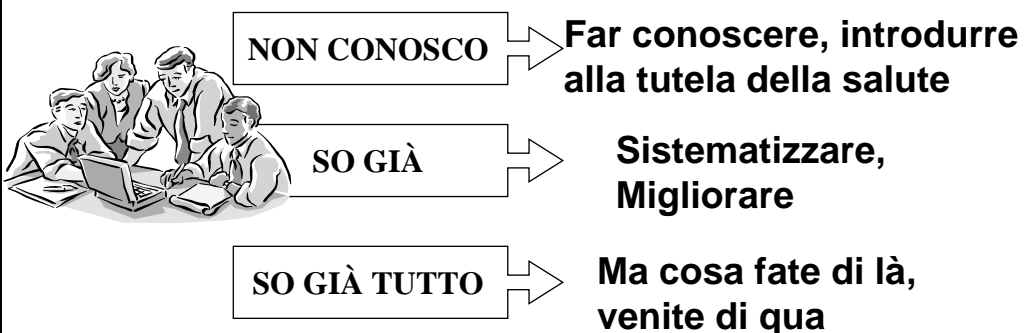 NON CONOSCO
Far conoscere, introdurre
alla tutela della salute
SO GIÀ
Sistematizzare,
Migliorare
SO GIÀ TUTTO
Ma cosa fate di là,
venite di qua